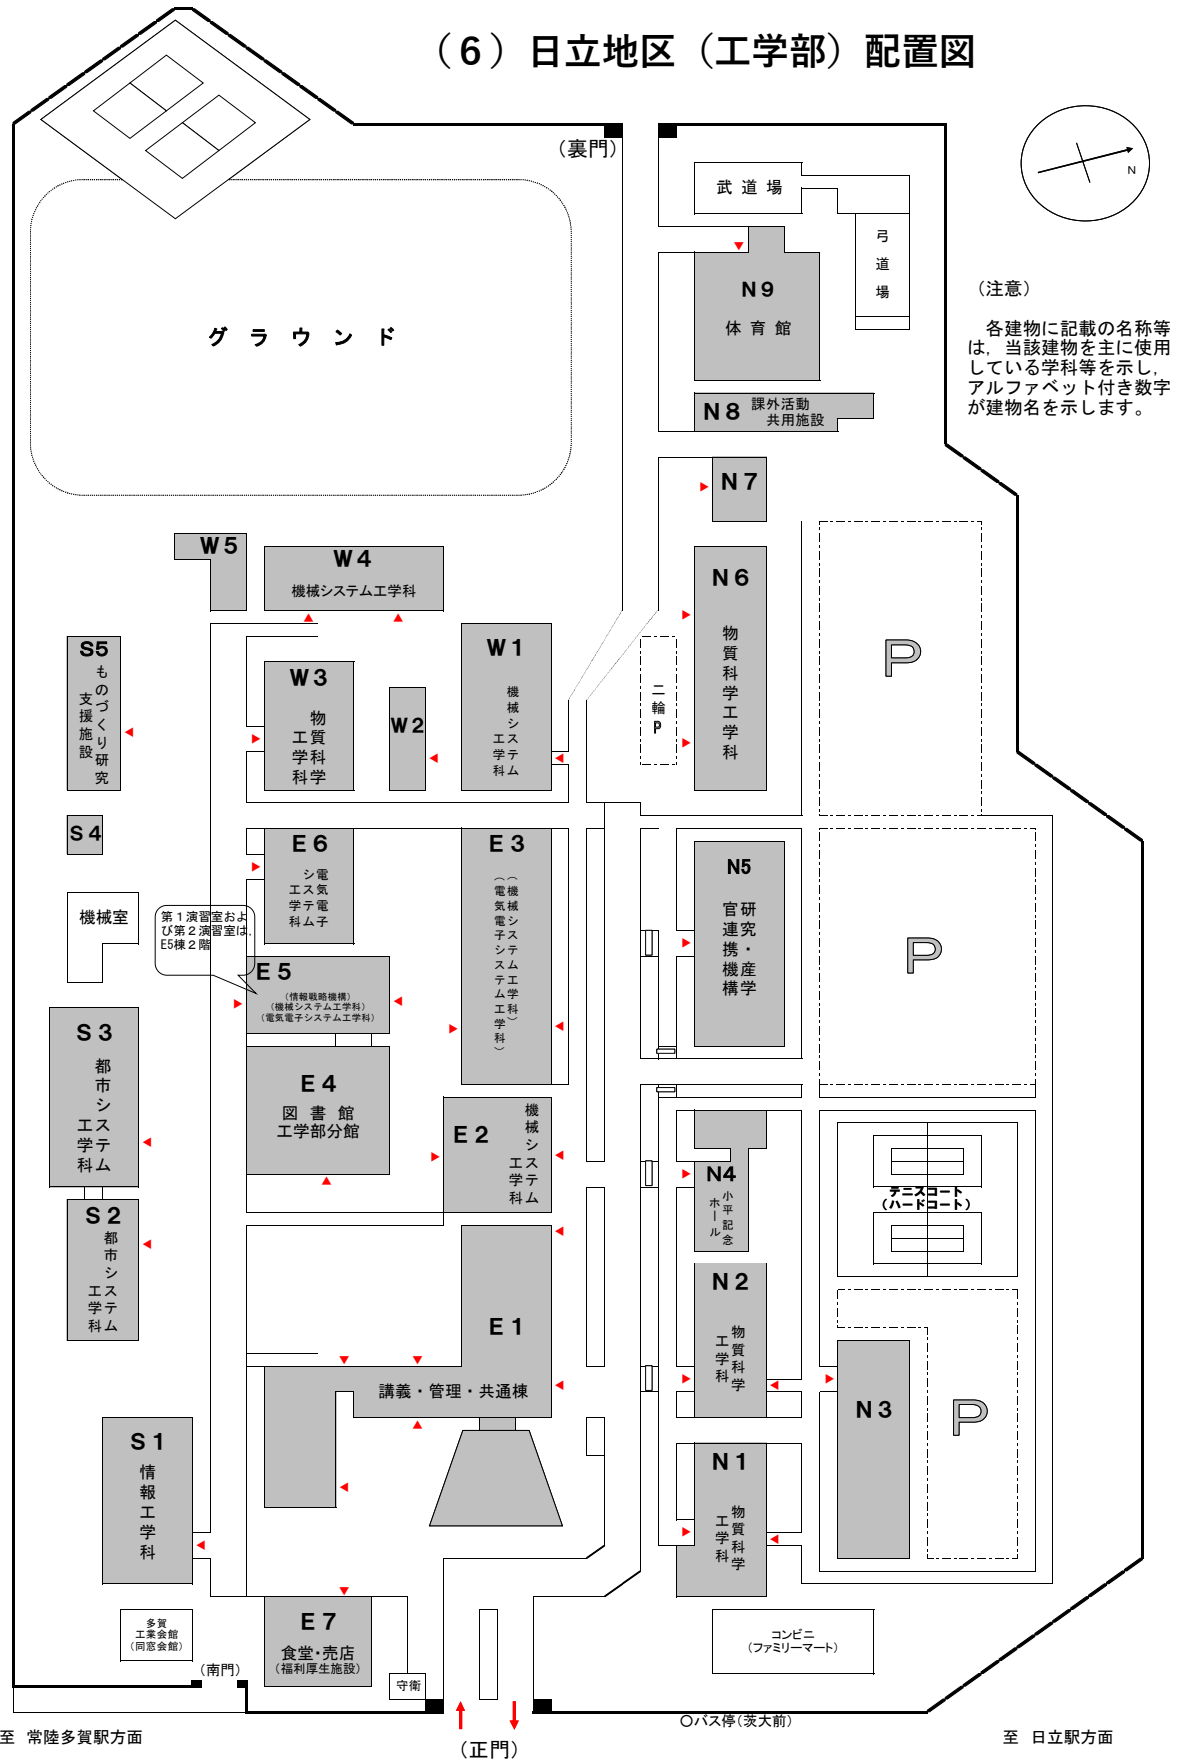 （６）日立地区（工学部）配置図
（裏門）
N
武道場
弓道場
（注意）
各建物に記載の名称等
は，当該建物を主に使用
している学科等を示し，
アルファベット付き数字
が建物名を示します。
グラウンド
N９
体育館
N８
課外活動
共用施設
N７
W５
W４
機械システム工学科
N６
物質科学工学科
P
S5
ものづくり研究
支援施設
W３
物質科学
工学科
W２
W１
機械システム
工学科
二輪P
S４
E６
電気電子
システム
工学科
E３
（機械システム工学科）
（電気電子システム工学科）
N5
研究・産学
官連携機構
P
機械室
第１演習室およ
び第２演習室は、
E5棟２階
E５
（情報戦略機構）
（機械システム工学科）
（電気電子システム工学科）
S３
都市システム
工学科
E４
図書館
工学部分館
E２
機械システム
工学科
N4
小平記念
ホール
テニスコート
（ハードコート）
S２
都市システム
工学科
N２
物質科学
工学科
E１
講義・管理・共通棟
N３
P
S１
情報工学科
N１
物質科学
工学科
多賀
工業会館
（同窓会館）
E７
食堂・売店
（福利厚生施設）
コンビニ
（ファミリーマート）
（南門）
守衛
〇バス停（茨大前）
至 常陸多賀駅方面
至 日立駅方面
（正門）